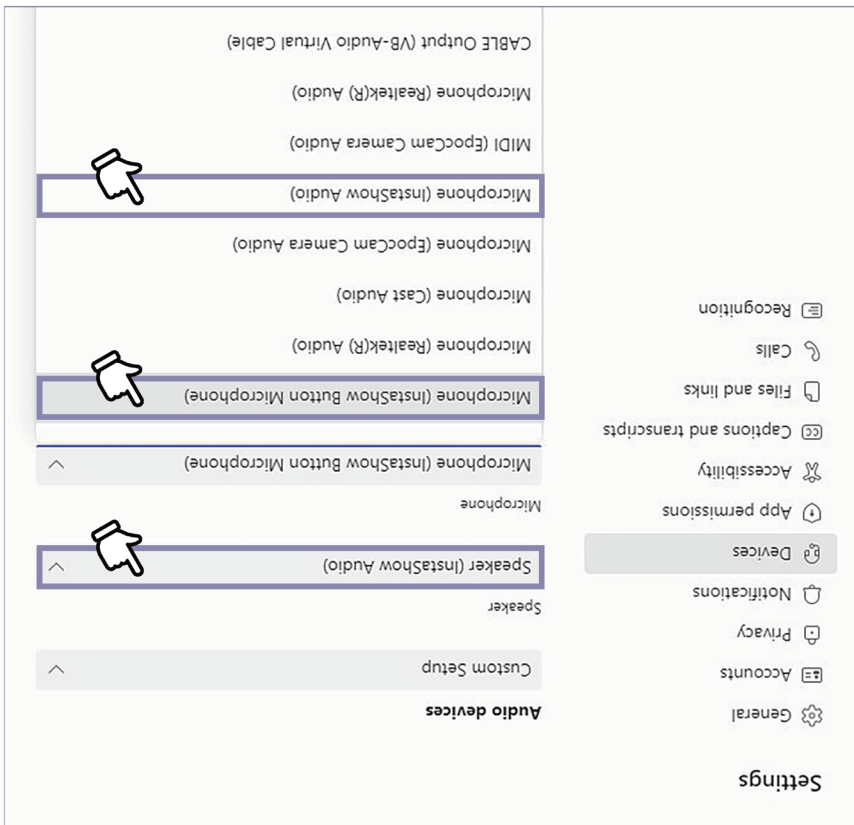 Settings
General
Accounts
Privacy
Notifications
Devices
App permissions
Accessibility
Captions and transcripts
Files and links
Calls
Recognition
Audio devices
Custom Setup
Speaker
Speaker (InstaShow Audio)
Microphone
Microphone (InstaShow Button Microphone)
Microphone (InstaShow Button Microphone)
Microphone (Realtek(R) Audio)
Microphone (Cast Audio)
Microphone (EpocCam Camera Audio)
Microphone (InstaShow Audio)
MIDI (EpocCam Camera Audio)
Microphone (Realtek(R) Audio)
CABLE Output (VB-Audio Virtual Cable)